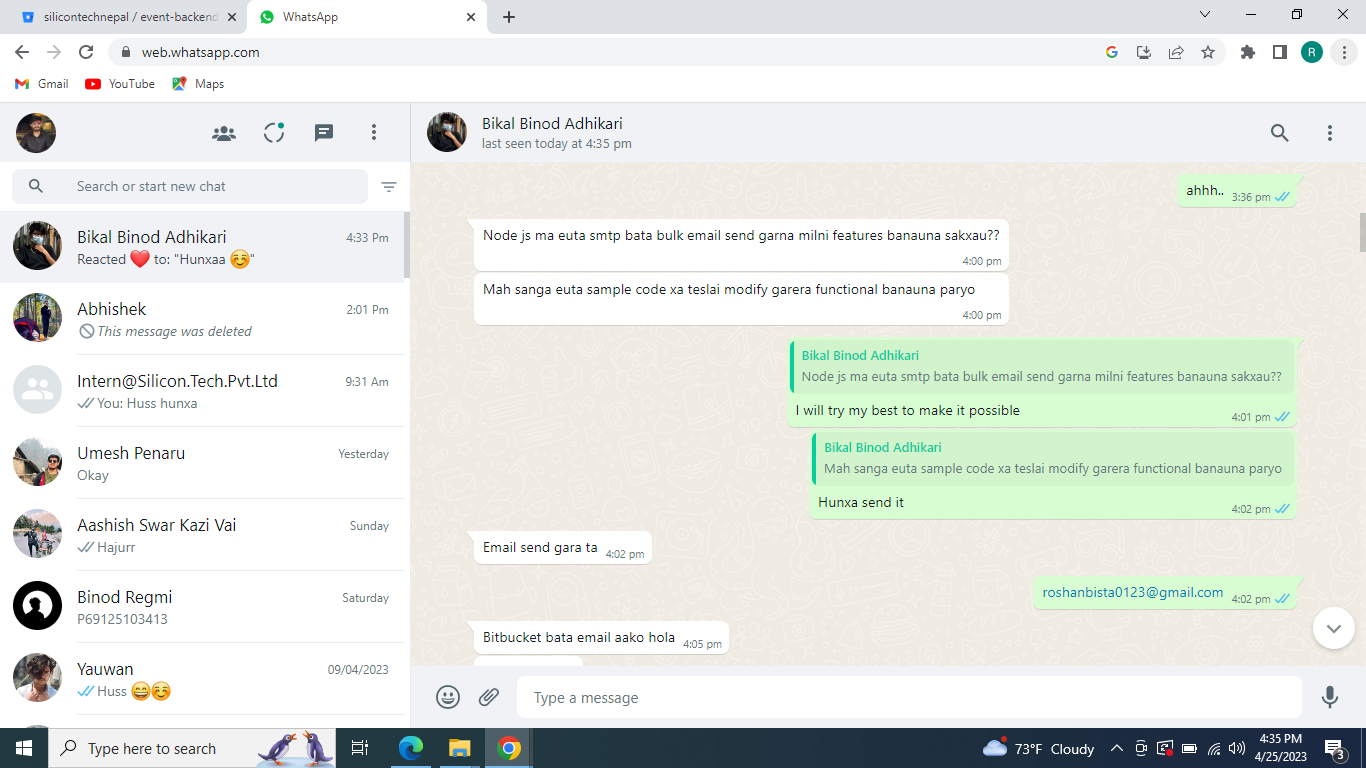 silicontechnepal / event-backend
WhatsApp
web.whatsapp.com
R
Gmail
YouTube
Maps
Bikal Binod Adhikari
last seen today at 4:35 pm
Search or start new chat
Bikal Binod Adhikari
4:33 Pm
Reacted ❤️ to: "Hunxaa ☺️"
Abhishek
2:01 Pm
This message was deleted
Intern@Silicon.Tech.Pvt.Ltd
9:31 Am
You: Huss hunxa
Umesh Penaru
Yesterday
Okay
Aashish Swar Kazi Vai
Sunday
Hajurr
Binod Regmi
Saturday
P69125103413
Yauwan
09/04/2023
Huss 😄☺️
ahhh..
3:36 pm
Node js ma euta smtp bata bulk email send garna milni features banauna sakxau??
4:00 pm
Mah sanga euta sample code xa teslai modify garera functional banauna paryo
4:00 pm
Bikal Binod Adhikari
Node js ma euta smtp bata bulk email send garna milni features banauna sakxau??
I will try my best to make it possible
4:01 pm
Bikal Binod Adhikari
Mah sanga euta sample code xa teslai modify garera functional banauna paryo
Hunxa send it
4:02 pm
Email send gara ta
4:02 pm
roshanbista0123@gmail.com
4:02 pm
Bitbucket bata email aako hola
4:05 pm
Type a message
Type here to search
73°F Cloudy
4:35 PM
4/25/2023
3